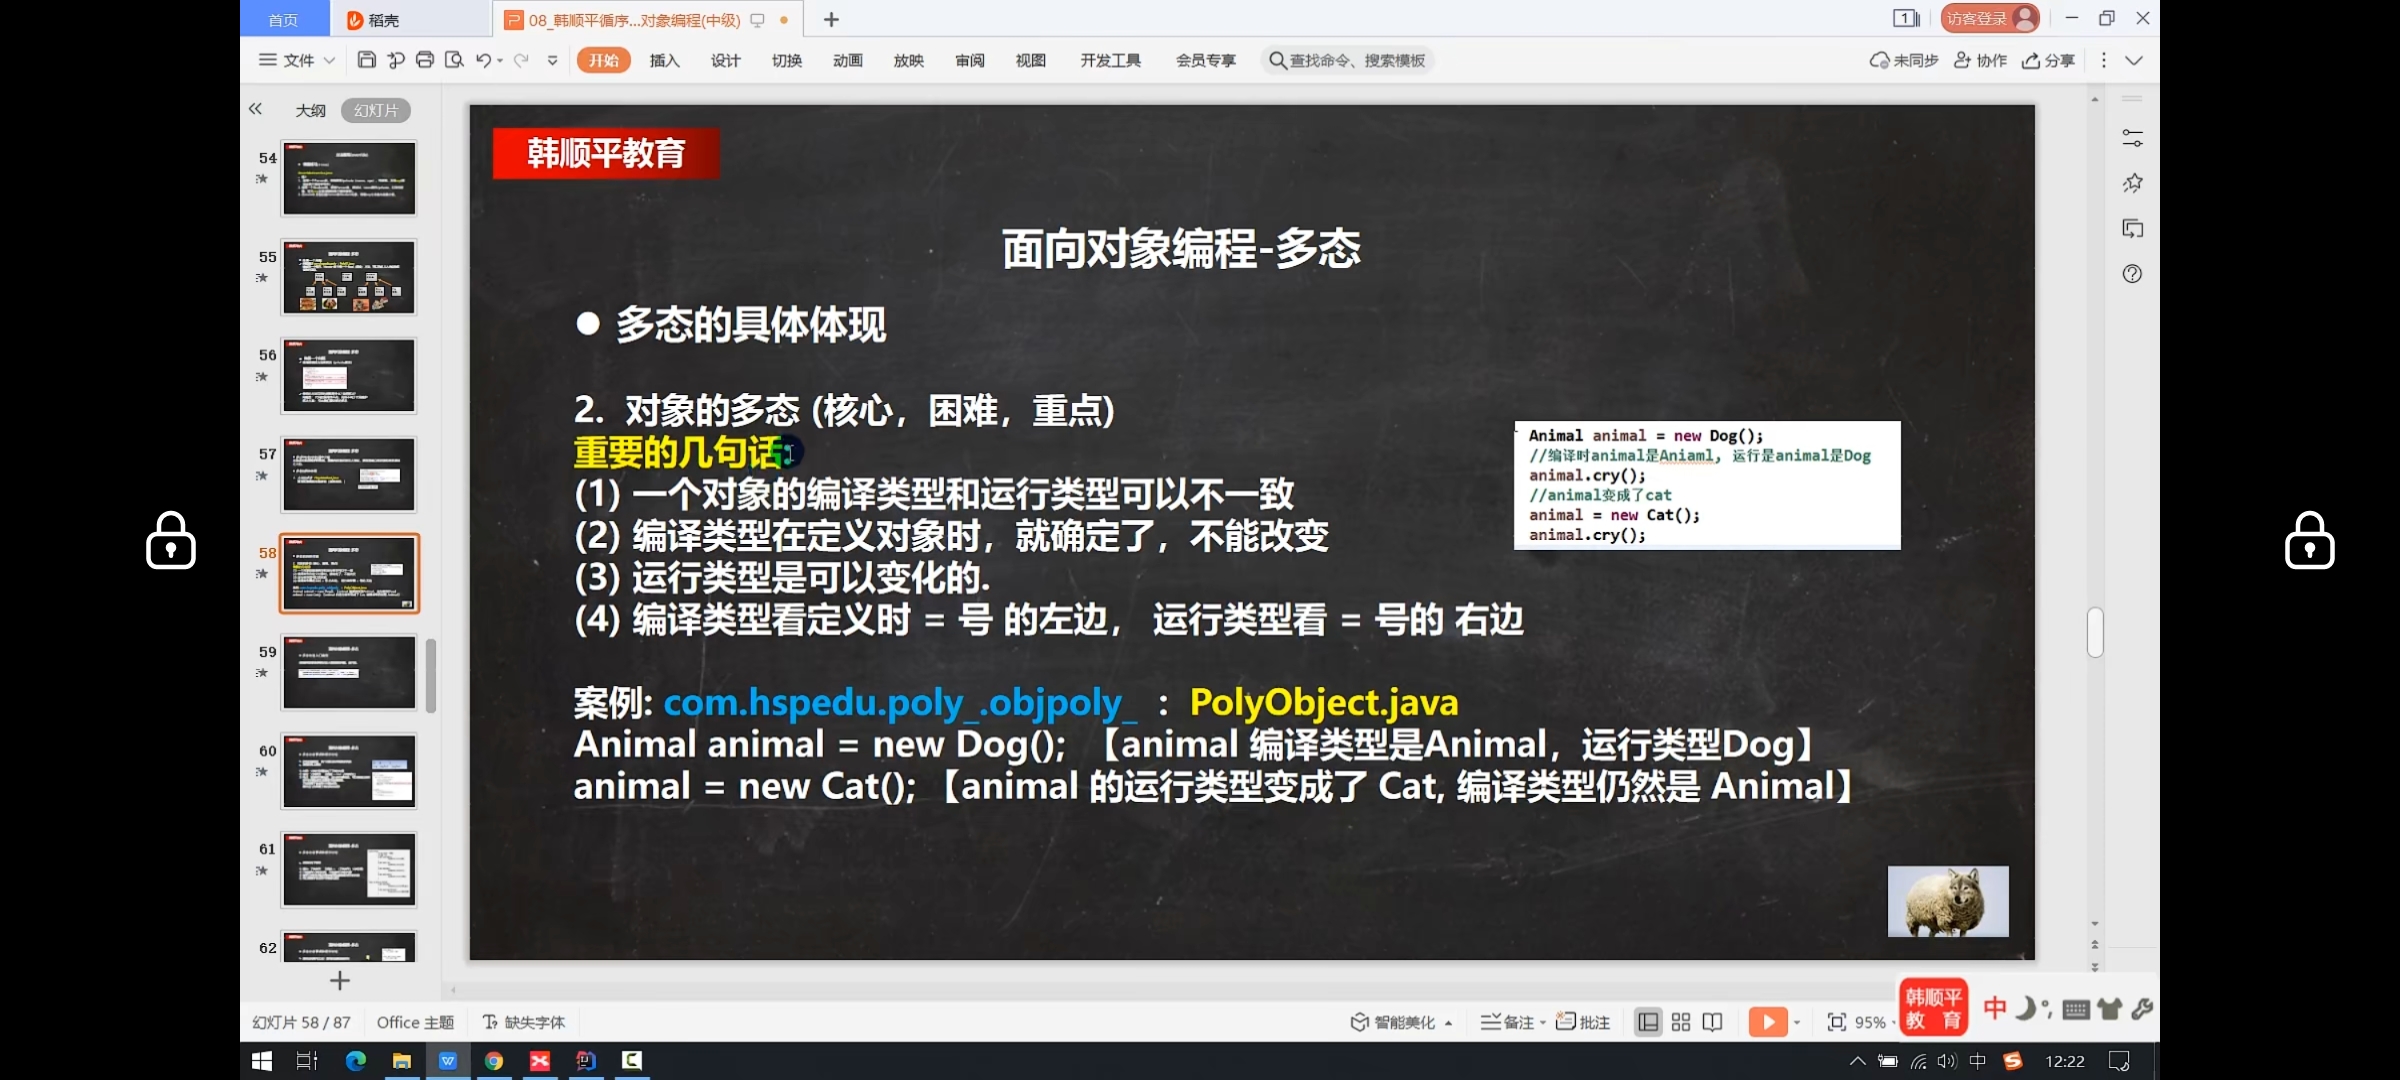 首页
稻壳
08_韩顺平循序...对象编程(中级)
1
访客登录
文件
开始
插入
设计
切换
动画
放映
审阅
视图
开发工具
会员专享
查找命令、搜索模板
未同步
协作
分享
大纲
幻灯片
54
55
56
57
58
59
60
61
62
韩顺平教育
面向对象编程-多态
多态的具体体现
2. 对象的多态 (核心，困难，重点)
重要的几句话
(1) 一个对象的编译类型和运行类型可以不一致
(2) 编译类型在定义对象时，就确定了，不能改变
(3) 运行类型是可以变化的.
(4) 编译类型看定义时 = 号 的左边， 运行类型看 = 号的 右边
Animal animal = new Dog();
//编译时animal是Aniaml, 运行是animal是Dog
animal.cry();
//animal变成了cat
animal = new Cat();
animal.cry();
案例: com.hspedu.poly_.objpoly_ : PolyObject.java
Animal animal = new Dog(); 【animal 编译类型是Animal，运行类型Dog】
animal = new Cat(); 【animal 的运行类型变成了 Cat, 编译类型仍然是 Animal】
幻灯片 58 / 87
Office 主题
缺失字体
智能美化
备注
批注
95%
韩顺平
教 育
中
中
12:22